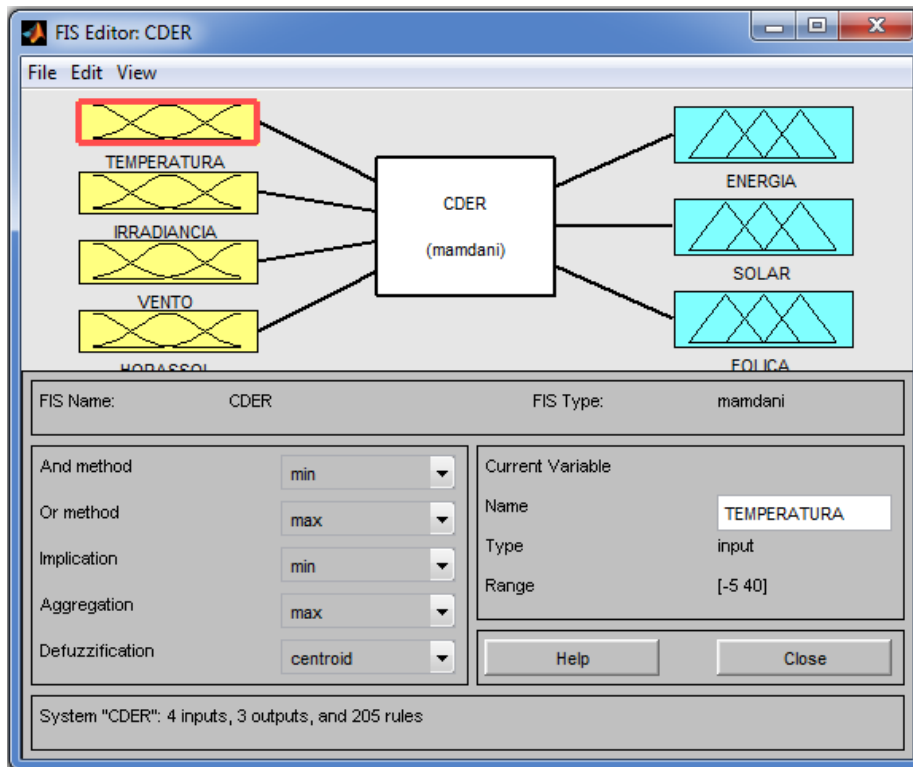 FIS Editor: CDER
File Edit View
TEMPERATURA
IRRADIANCIA
VENTO
HORASSOL
CDER
(mamdani)
ENERGIA
SOLAR
EOLICA
FIS Name: CDER FIS Type: mamdani
And method min
Or method max
Implication min
Aggregation max
Defuzzification centroid
Current Variable
Name TEMPERATURA
Type input
Range [-5 40]
Help Close
System "CDER": 4 inputs, 3 outputs, and 205 rules